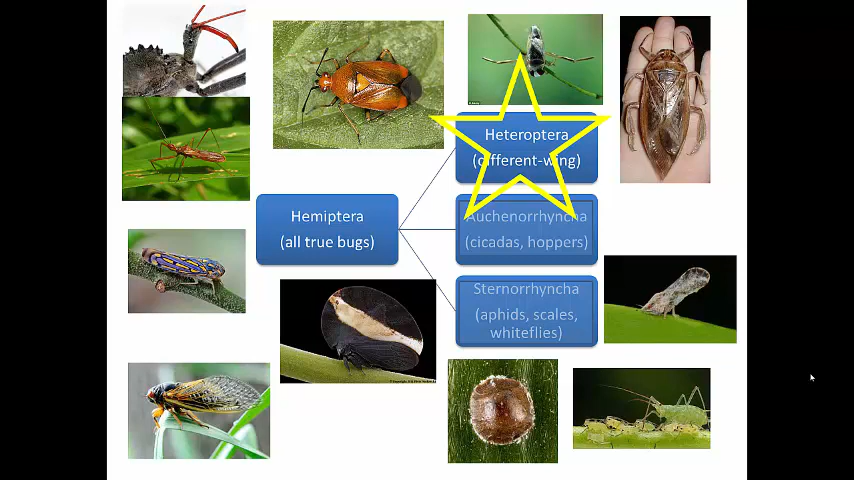 Heteroptera
(different-wing)
Hemiptera
(all true bugs)
Auchenorrhyncha
(cicadas, hoppers)
Sternorrhyncha
(aphids, scales,
whiteflies)